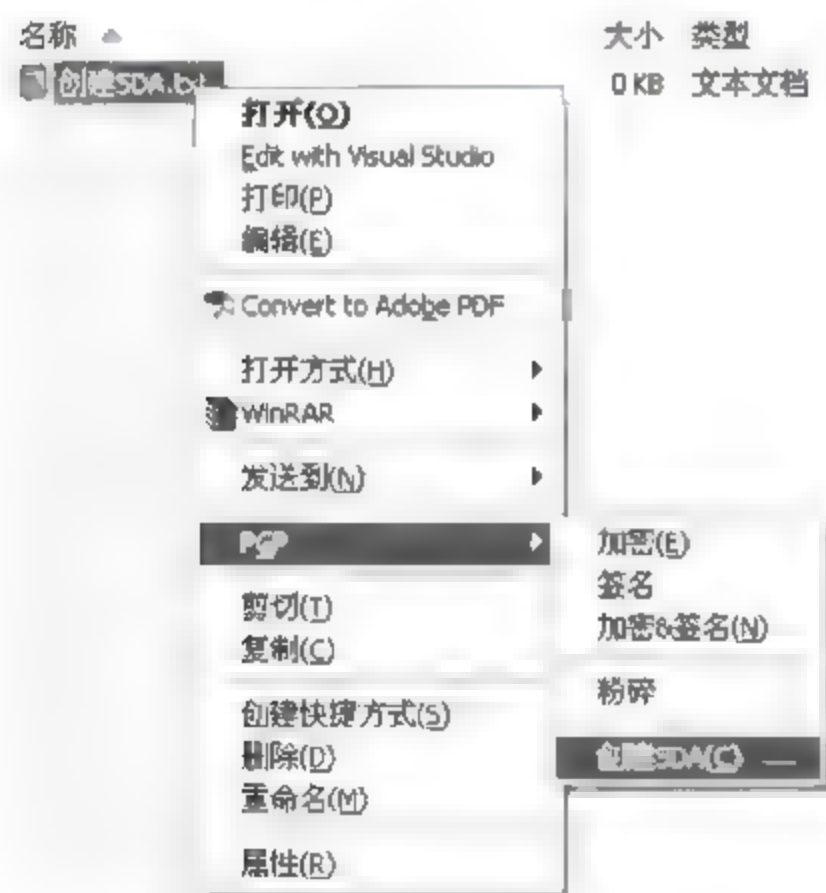 名称 大小 类型
创建SDA.txt 0 KB 文本文档
打开(O)
Edit with Visual Studio
打印(P)
编辑(E)
Convert to Adobe PDF
打开方式(H)
WinRAR
发送到(N)
PGP
加密(E)
签名
剪切(T)
加密&签名(N)
复制(C)
粉碎
创建快捷方式(S)
创建SDA(C)
删除(D)
重命名(M)
属性(R)